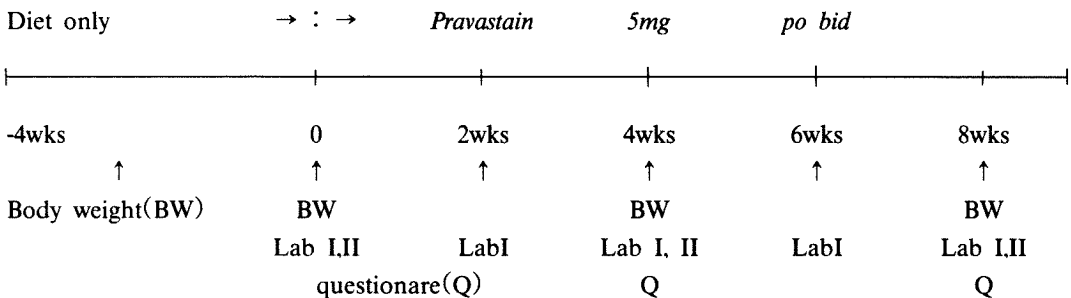 Diet only → : → Pravastain 5mg po bid
-4wks 0 2wks 4wks 6wks 8wks
↑ ↑ ↑ ↑ ↑ ↑
Body weight(BW) BW BW BW
Lab I,II LabI Lab I, II LabI Lab I,II
questionare(Q) Q Q